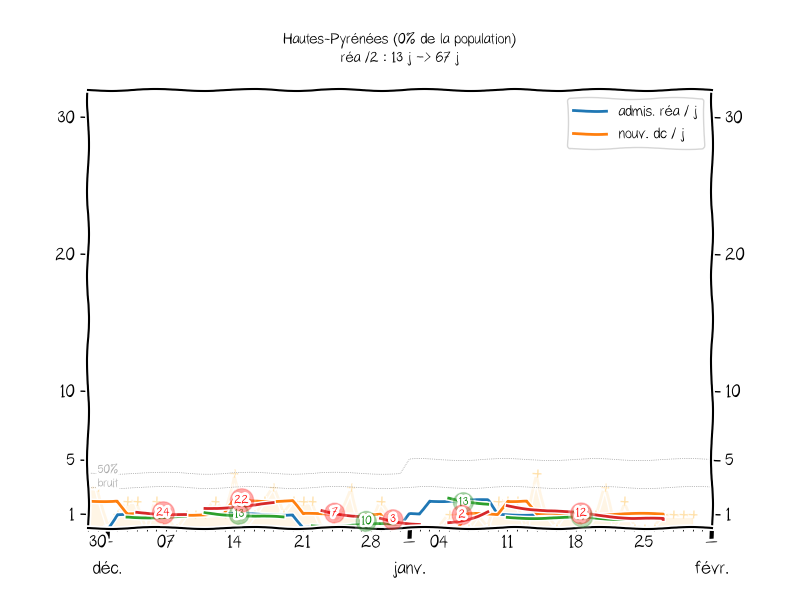 Hautes-Pyrénées (0% de la population)
réa /2 : 13 j -> 67 j
admis. réa / j
nouv. dc / j
30 30
20 20
10 10
5 5
50%
bruit
1 1
24 22 13 7 10 3 13 2 12
30 07 14 21 28 04 11 18 25
déc. janv. févr.